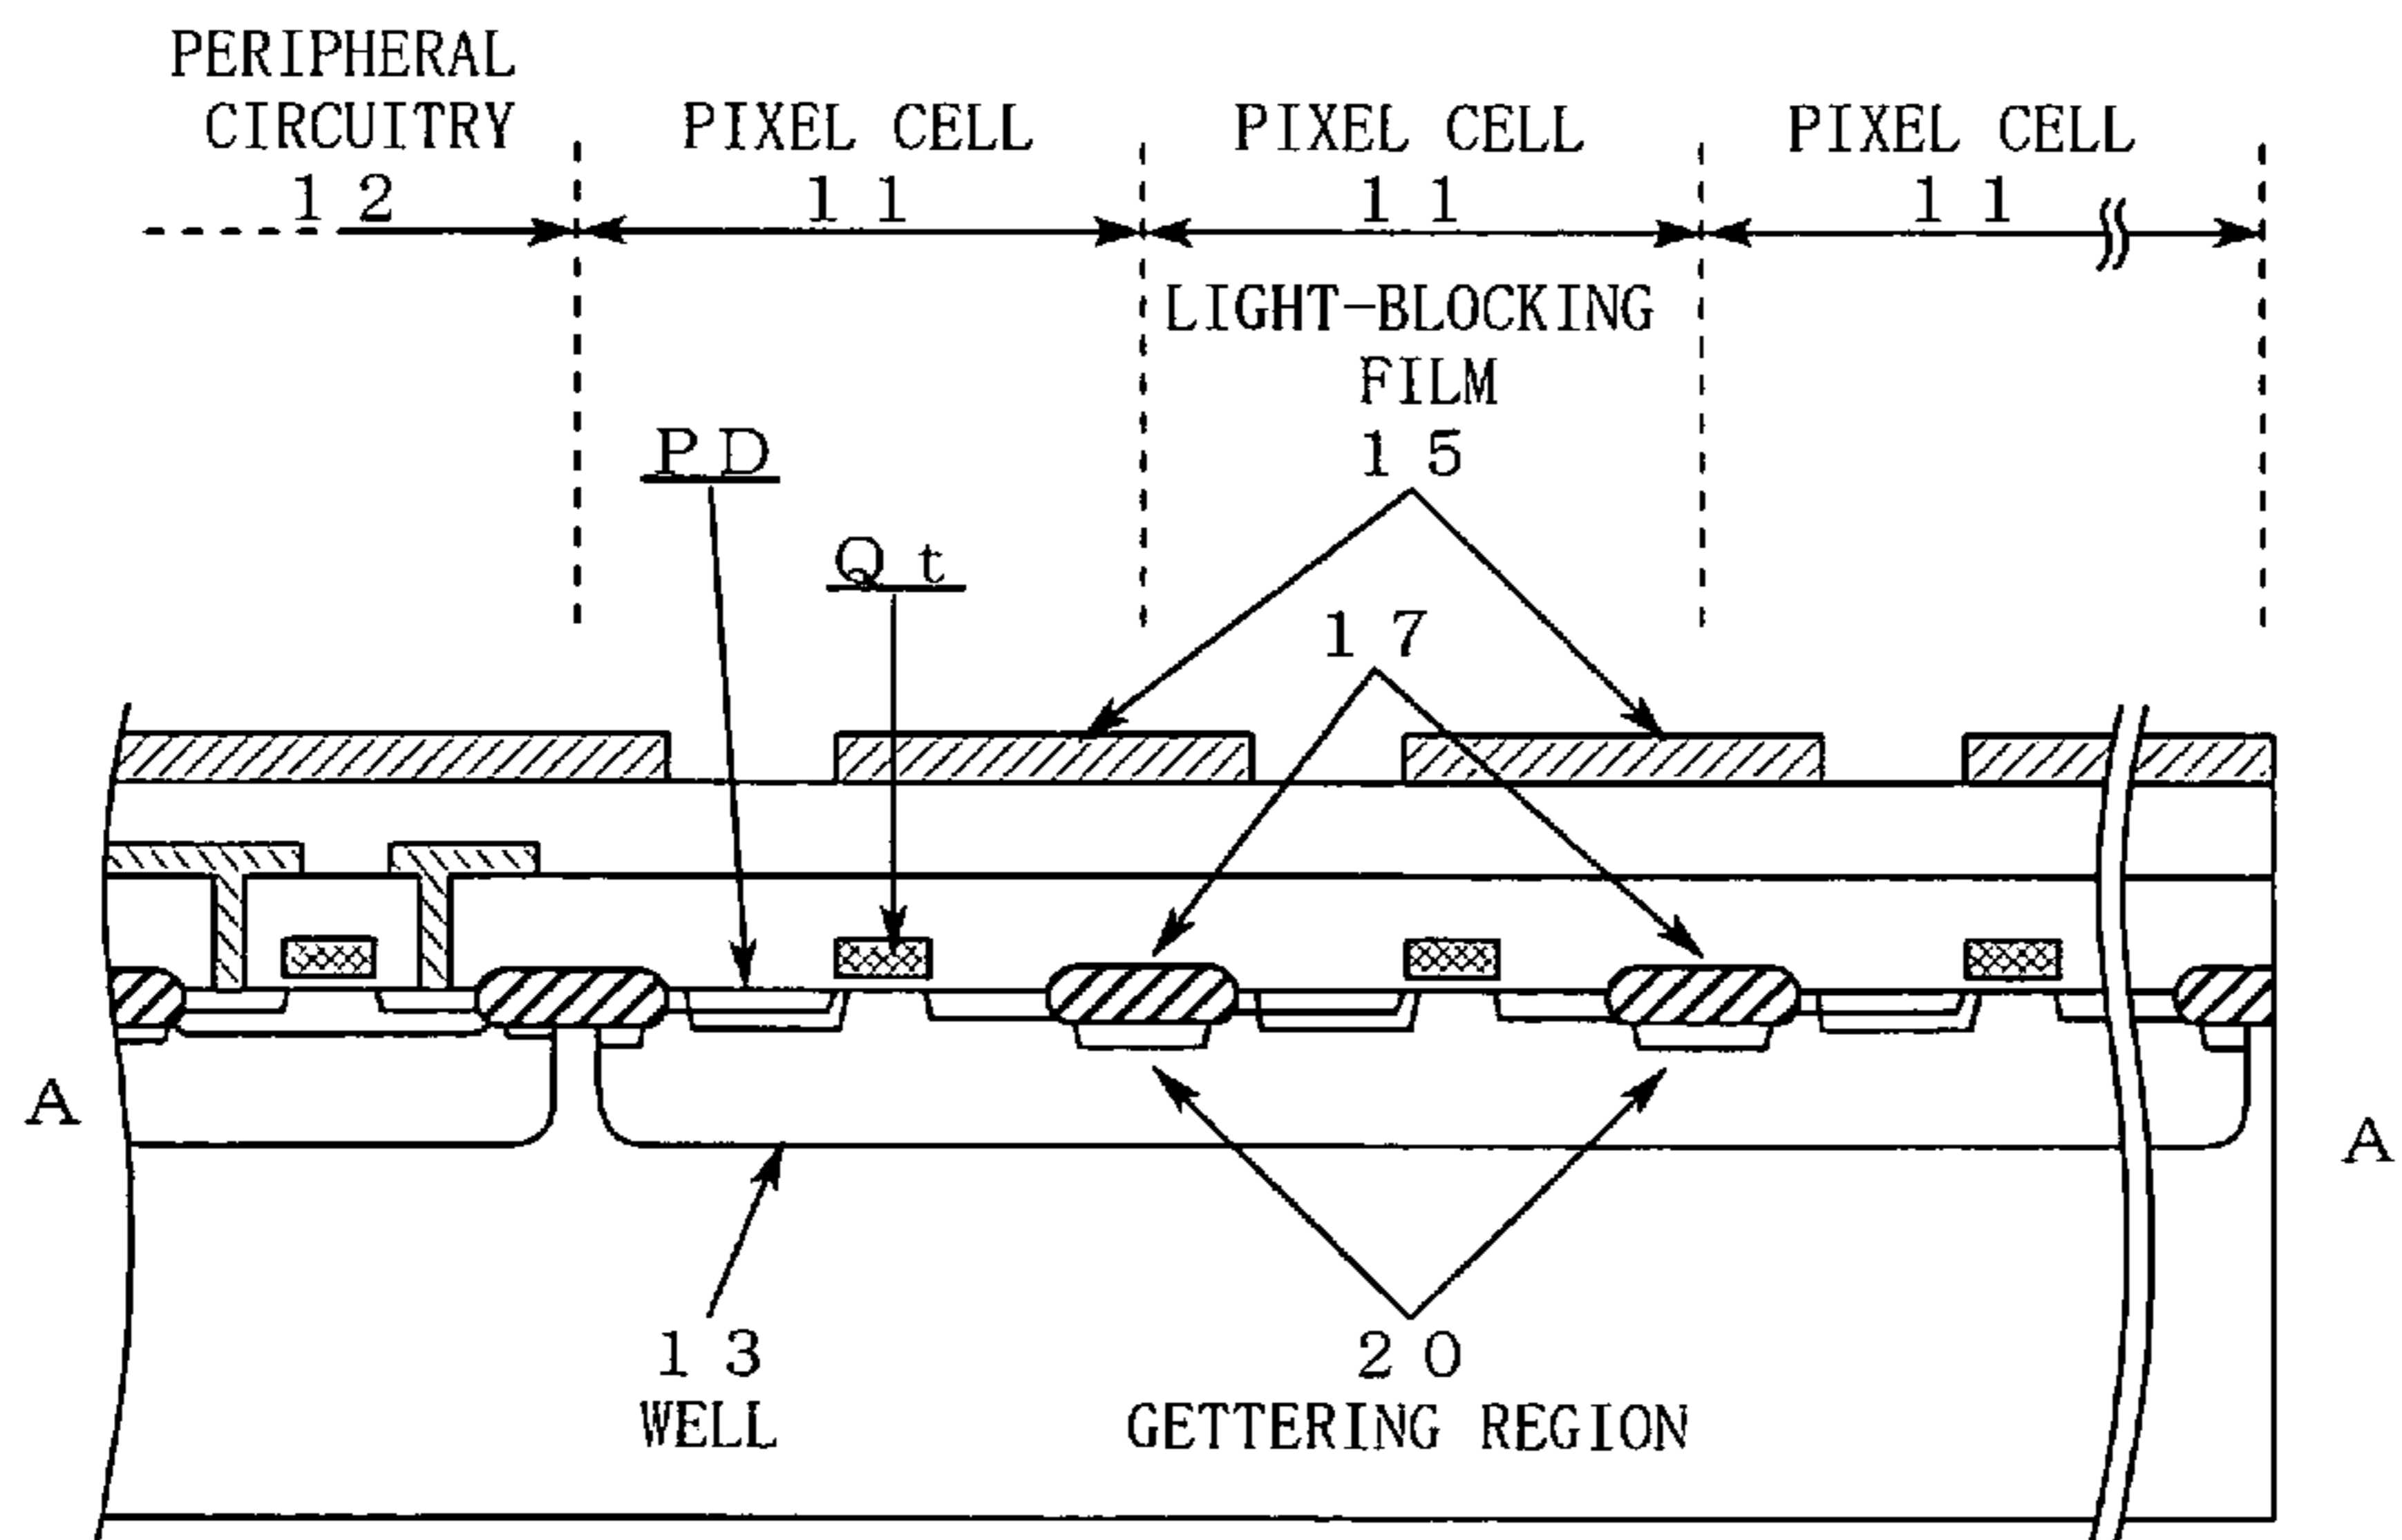 PERIPHERAL
CIRCUITRY
12
PIXEL CELL
11
PIXEL CELL
11
PIXEL CELL
11
LIGHT-BLOCKING
FILM
15
PD
Qt
17
A
A
13
WELL
20
GETTERING REGION